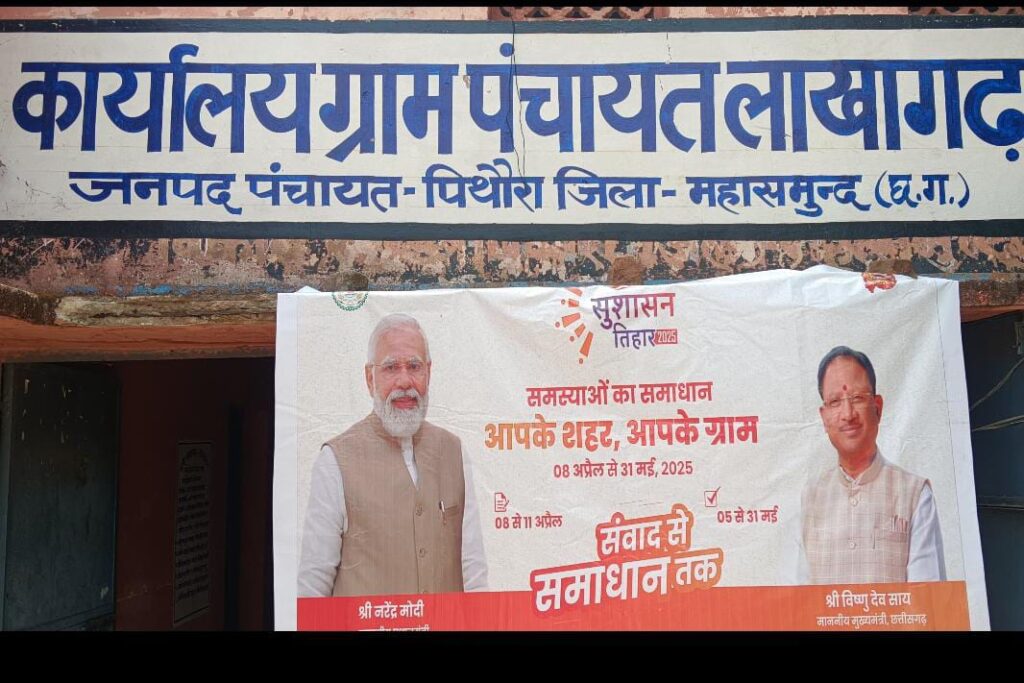 कार्यालय ग्राम पंचायत लाखागढ़
जनपद पंचायत- पिथौरा जिला- महासमुन्द (छ.ग.)
सुशासन
तिहार 2025
समस्याओं का समाधान
आपके शहर, आपके ग्राम
08 अप्रैल से 31 मई, 2025
08 से 11 अप्रैल
05 से 31 मई
संवाद से
समाधान तक
श्री नरेंद्र मोदी
श्री विष्णु देव साय
माननीय मुख्यमंत्री, छत्तीसगढ़